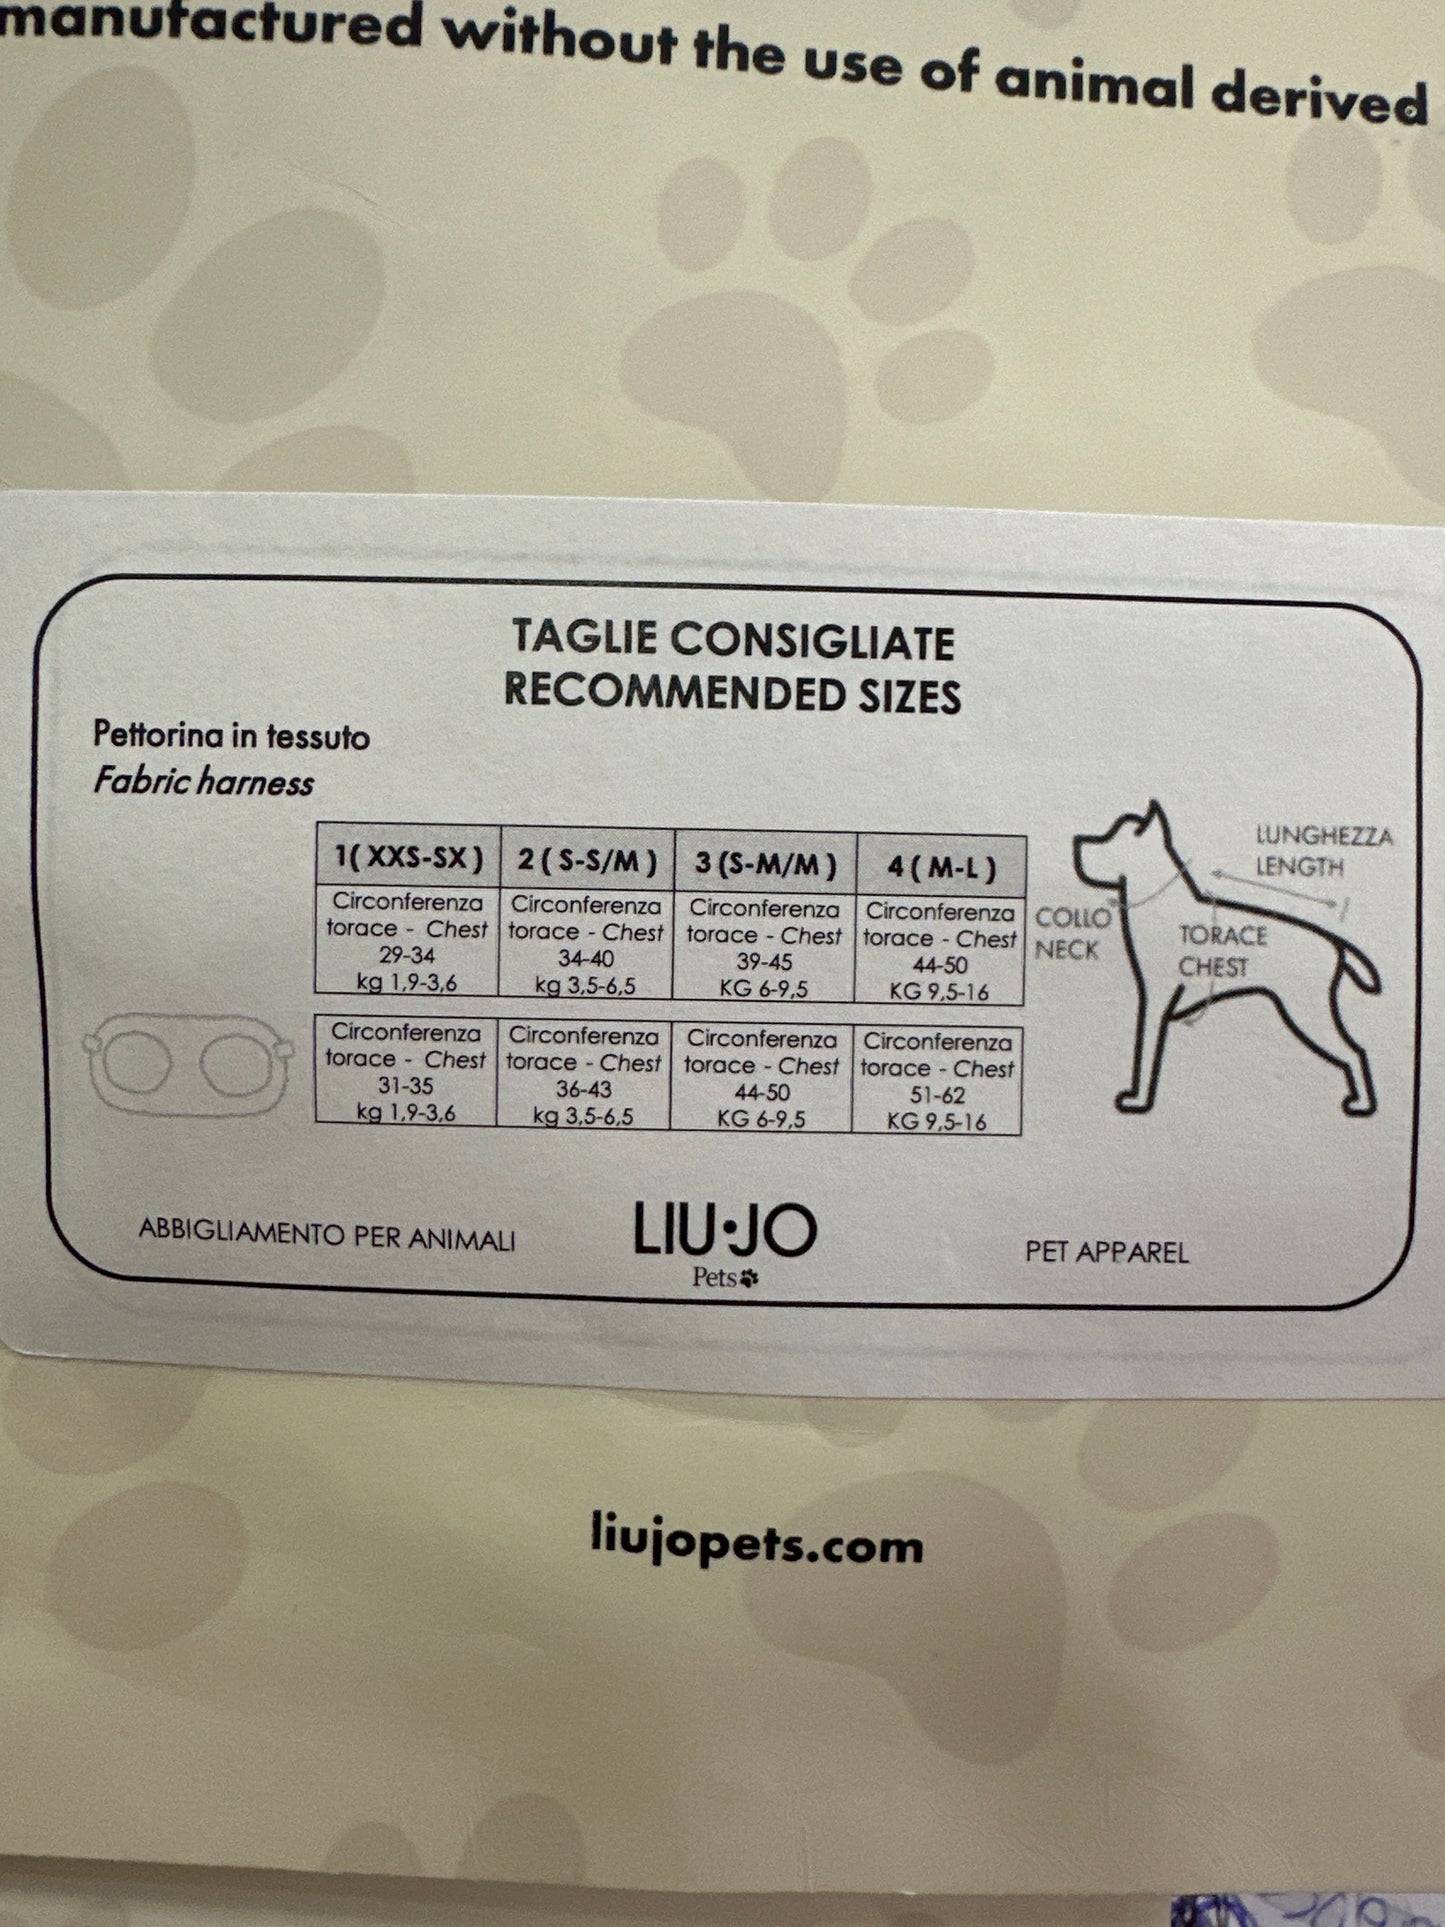 manufactured without the use of animal derived
TAGLIE CONSIGLIATE
RECOMMENDED SIZES
Pettorina in tessuto
Fabric harness
1( XXS-SX ) 2 ( S-S/M ) 3 (S-M/M ) 4 ( M-L )
Circonferenza Circonferenza Circonferenza Circonferenza
torace - Chest torace - Chest torace - Chest torace - Chest
29-34 34-40 39-45 44-50
kg 1,9-3,6 kg 3,5-6,5 KG 6-9,5 KG 9,5-16
Circonferenza Circonferenza Circonferenza Circonferenza
torace - Chest torace - Chest torace - Chest torace - Chest
31-35 36-43 44-50 51-62
kg 1,9-3,6 kg 3,5-6,5 KG 6-9,5 KG 9,5-16
LUNGHEZZA
LENGTH
COLLO
NECK
TORACE
CHEST
ABBIGLIAMENTO PER ANIMALI
LIU·JO
Pets
PET APPAREL
liujopets.com